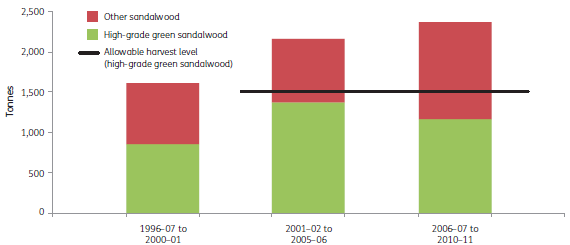 2,500
2,000
1,500
1,000
500
0
Tonnes
Other sandalwood
High-grade green sandalwood
Allowable harvest level
(high-grade green sandalwood)
1996–07 to
2000–01
2001–02 to
2005–06
2006–07 to
2010–11